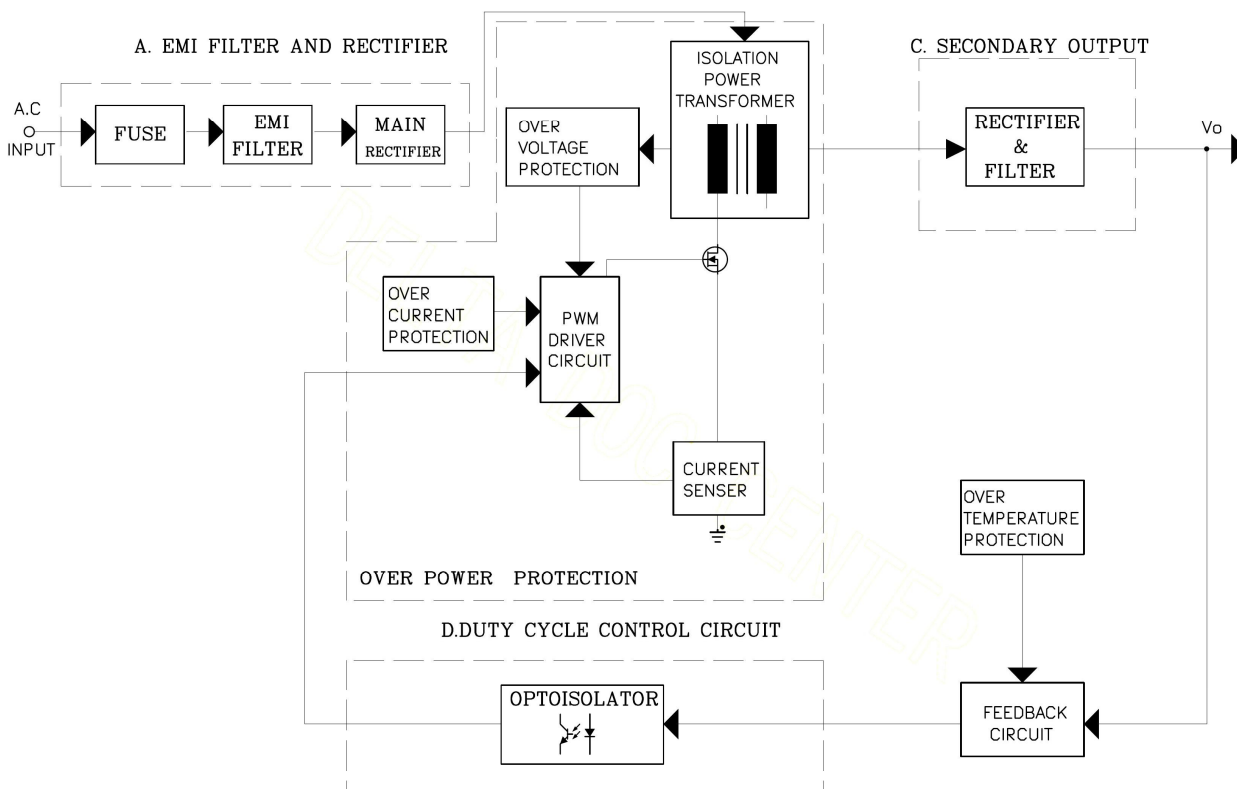 A. EMI FILTER AND RECTIFIER
A.C
INPUT
FUSE
EMI
FILTER
MAIN
RECTIFIER
OVER
VOLTAGE
PROTECTION
ISOLATION
POWER
TRANSFORMER
C. SECONDARY OUTPUT
RECTIFIER
&
FILTER
Vo
OVER
CURRENT
PROTECTION
PWM
DRIVER
CIRCUIT
CURRENT
SENSER
OVER
TEMPERATURE
PROTECTION
OVER POWER PROTECTION
D.DUTY CYCLE CONTROL CIRCUIT
OPTOISOLATOR
FEEDBACK
CIRCUIT